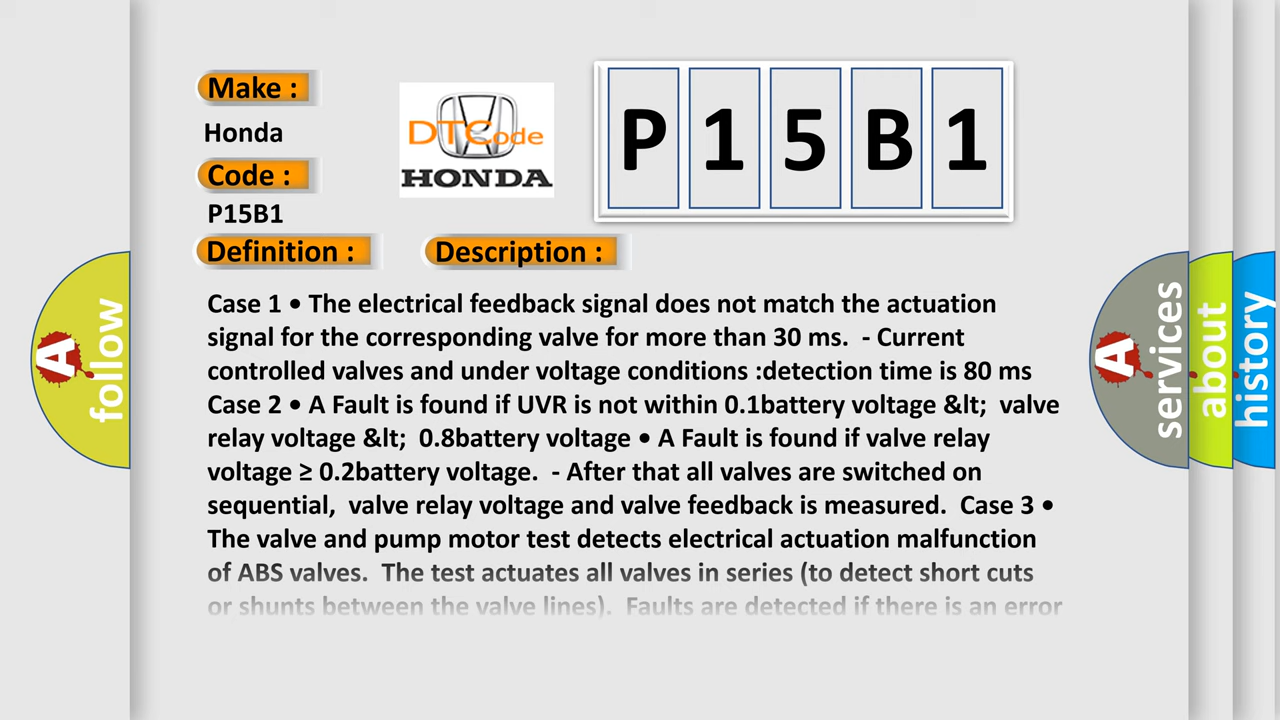 Make :
Honda
Code :
P15B1
DTCode
HONDA
P 1 5 B 1
Definition :
Description :
Case 1 • The electrical feedback signal does not match the actuation
signal for the corresponding valve for more than 30 ms.  - Current
controlled valves and under voltage conditions :detection time is 80 ms
Case 2 • A Fault is found if UVR is not within 0.1battery voltage &lt;  valve
relay voltage &lt;  0.8battery voltage • A Fault is found if valve relay
voltage ≥ 0.2battery voltage.  - After that all valves are switched on
sequential,  valve relay voltage and valve feedback is measured.  Case 3 •
The valve and pump motor test detects electrical actuation malfunction
of ABS valves.  The test actuates all valves in series (to detect short cuts
or shunts between the valve lines).  Faults are detected if there is an error
A follow
A services
about
history